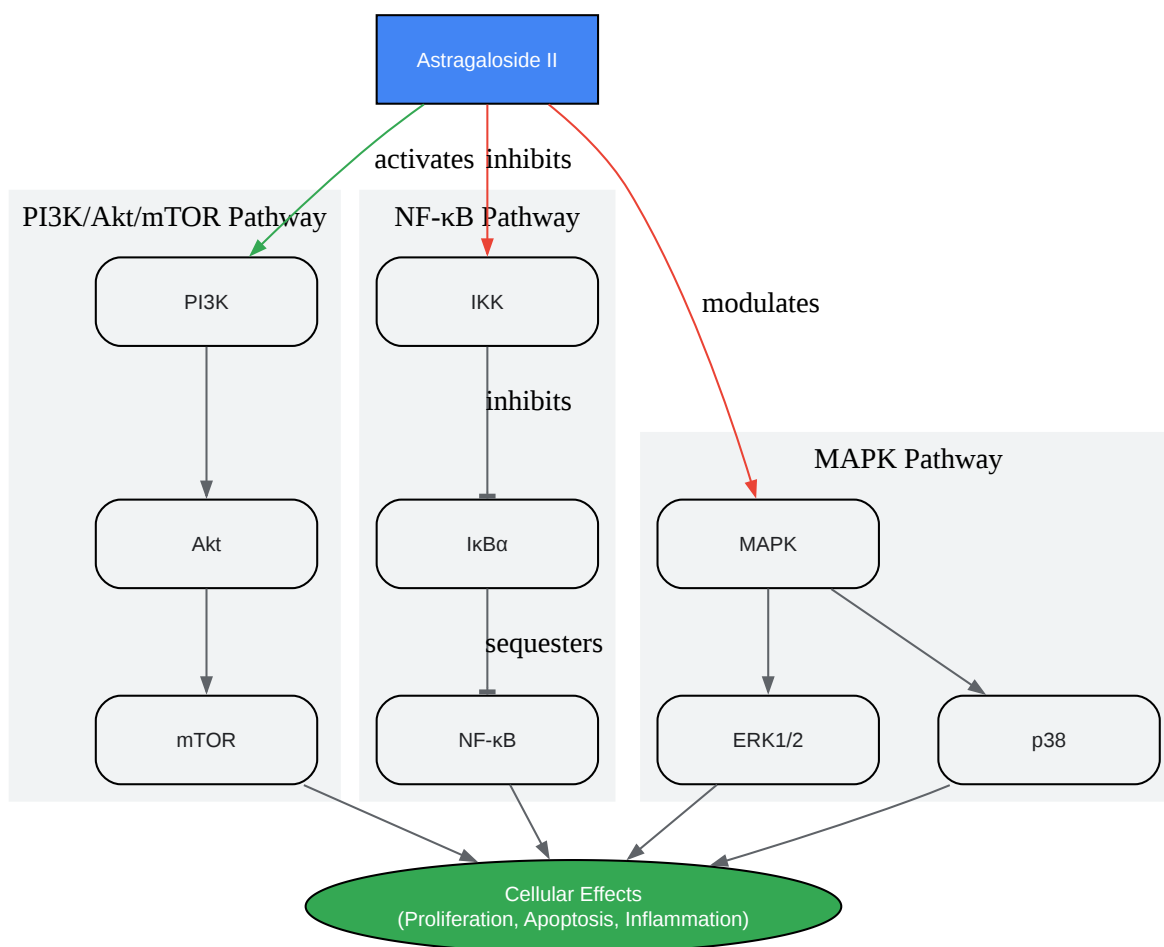 Astragaloside II
activates
inhibits
PI3K/Akt/mTOR Pathway
NF-κB Pathway
PI3K
IKK
modulates
inhibits
MAPK Pathway
Akt
IκBα
MAPK
sequesters
mTOR
NF-κB
ERK1/2
p38
Cellular Effects
(Proliferation, Apoptosis, Inflammation)